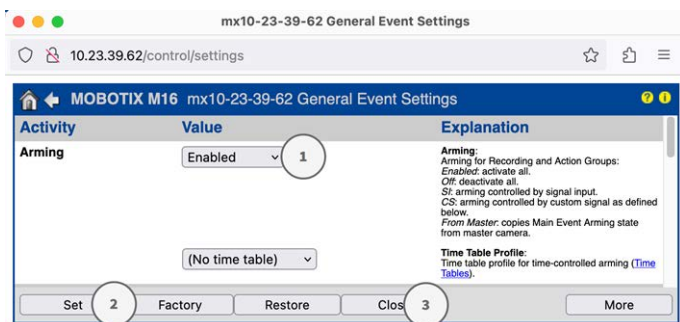 mx10-23-39-62 General Event Settings
10.23.39.62/control/settings
MOBOTIX M16 mx10-23-39-62 General Event Settings
Activity Value Explanation
Arming
Enabled
1
Arming:
Arming for Recording and Action Groups:
Enabled: activate all.
Off: deactivate all.
SI: arming controlled by signal input.
CS: arming controlled by custom signal as defined
below.
From Master: copies Main Event Arming state
from master camera.
(No time table)
Time Table Profile:
Time table profile for time-controlled arming (Time
Tables).
Set 2 Factory Restore Clos 3 More